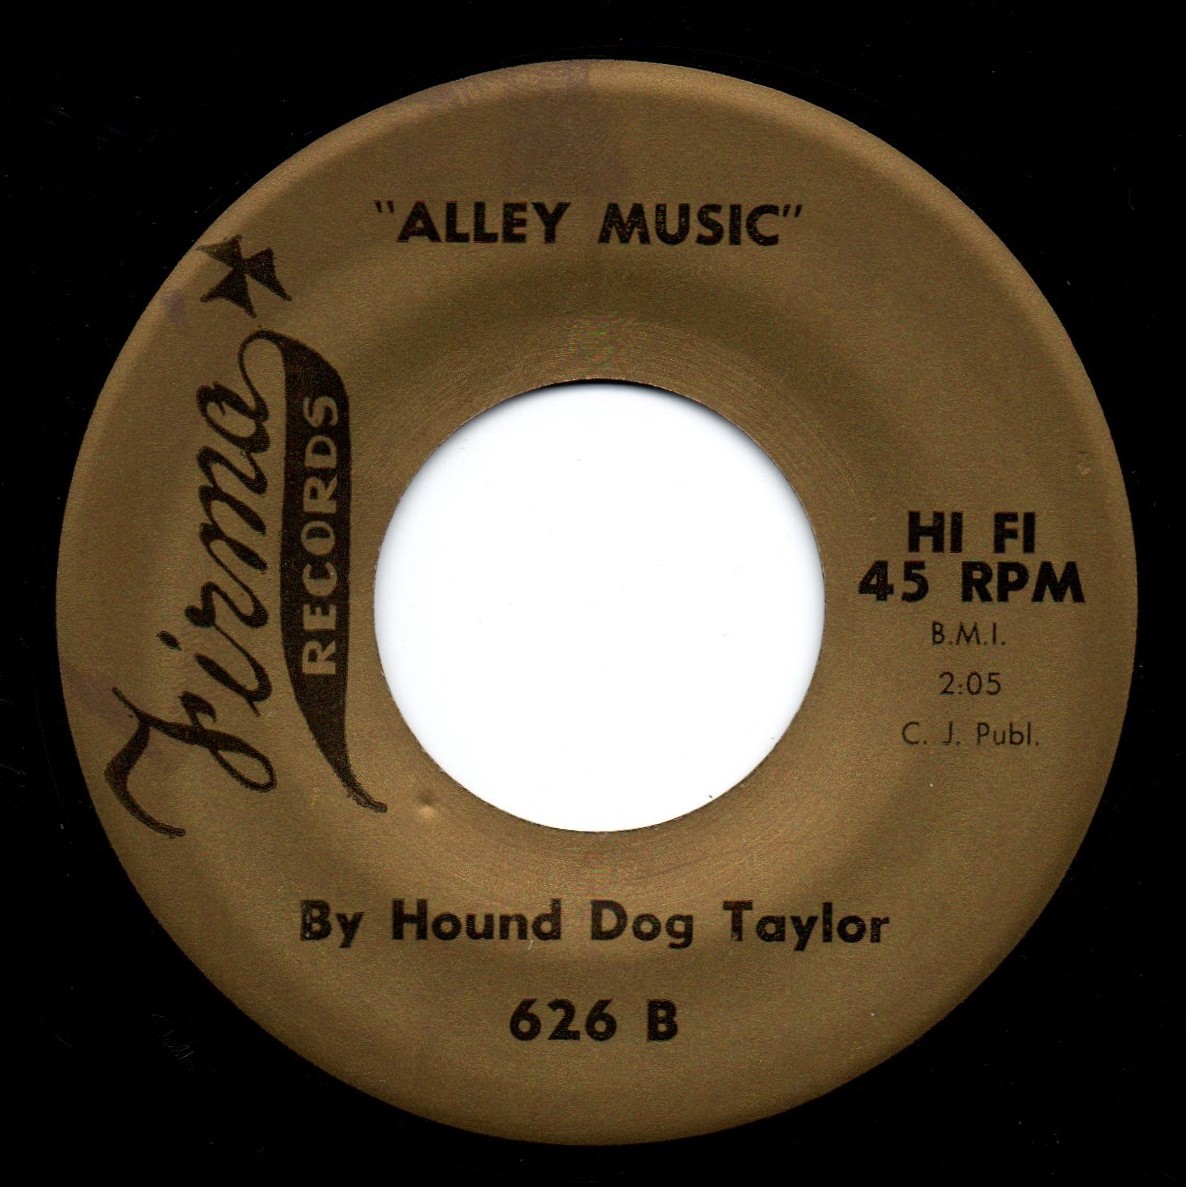 "ALLEY MUSIC"
Firma
RECORDS
HI FI
45 RPM
B.M.I.
2:05
C. J. Publ.
By Hound Dog Taylor
626 B